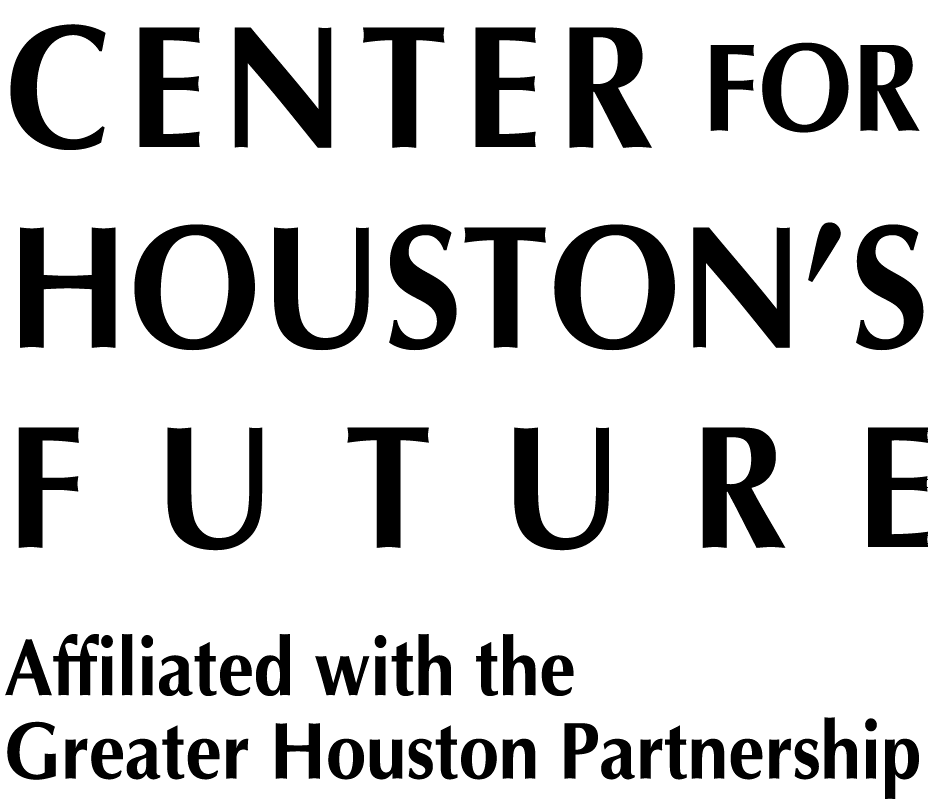 CENTER FOR
HOUSTON’S
FUTURE
Affiliated with the
Greater Houston Partnership